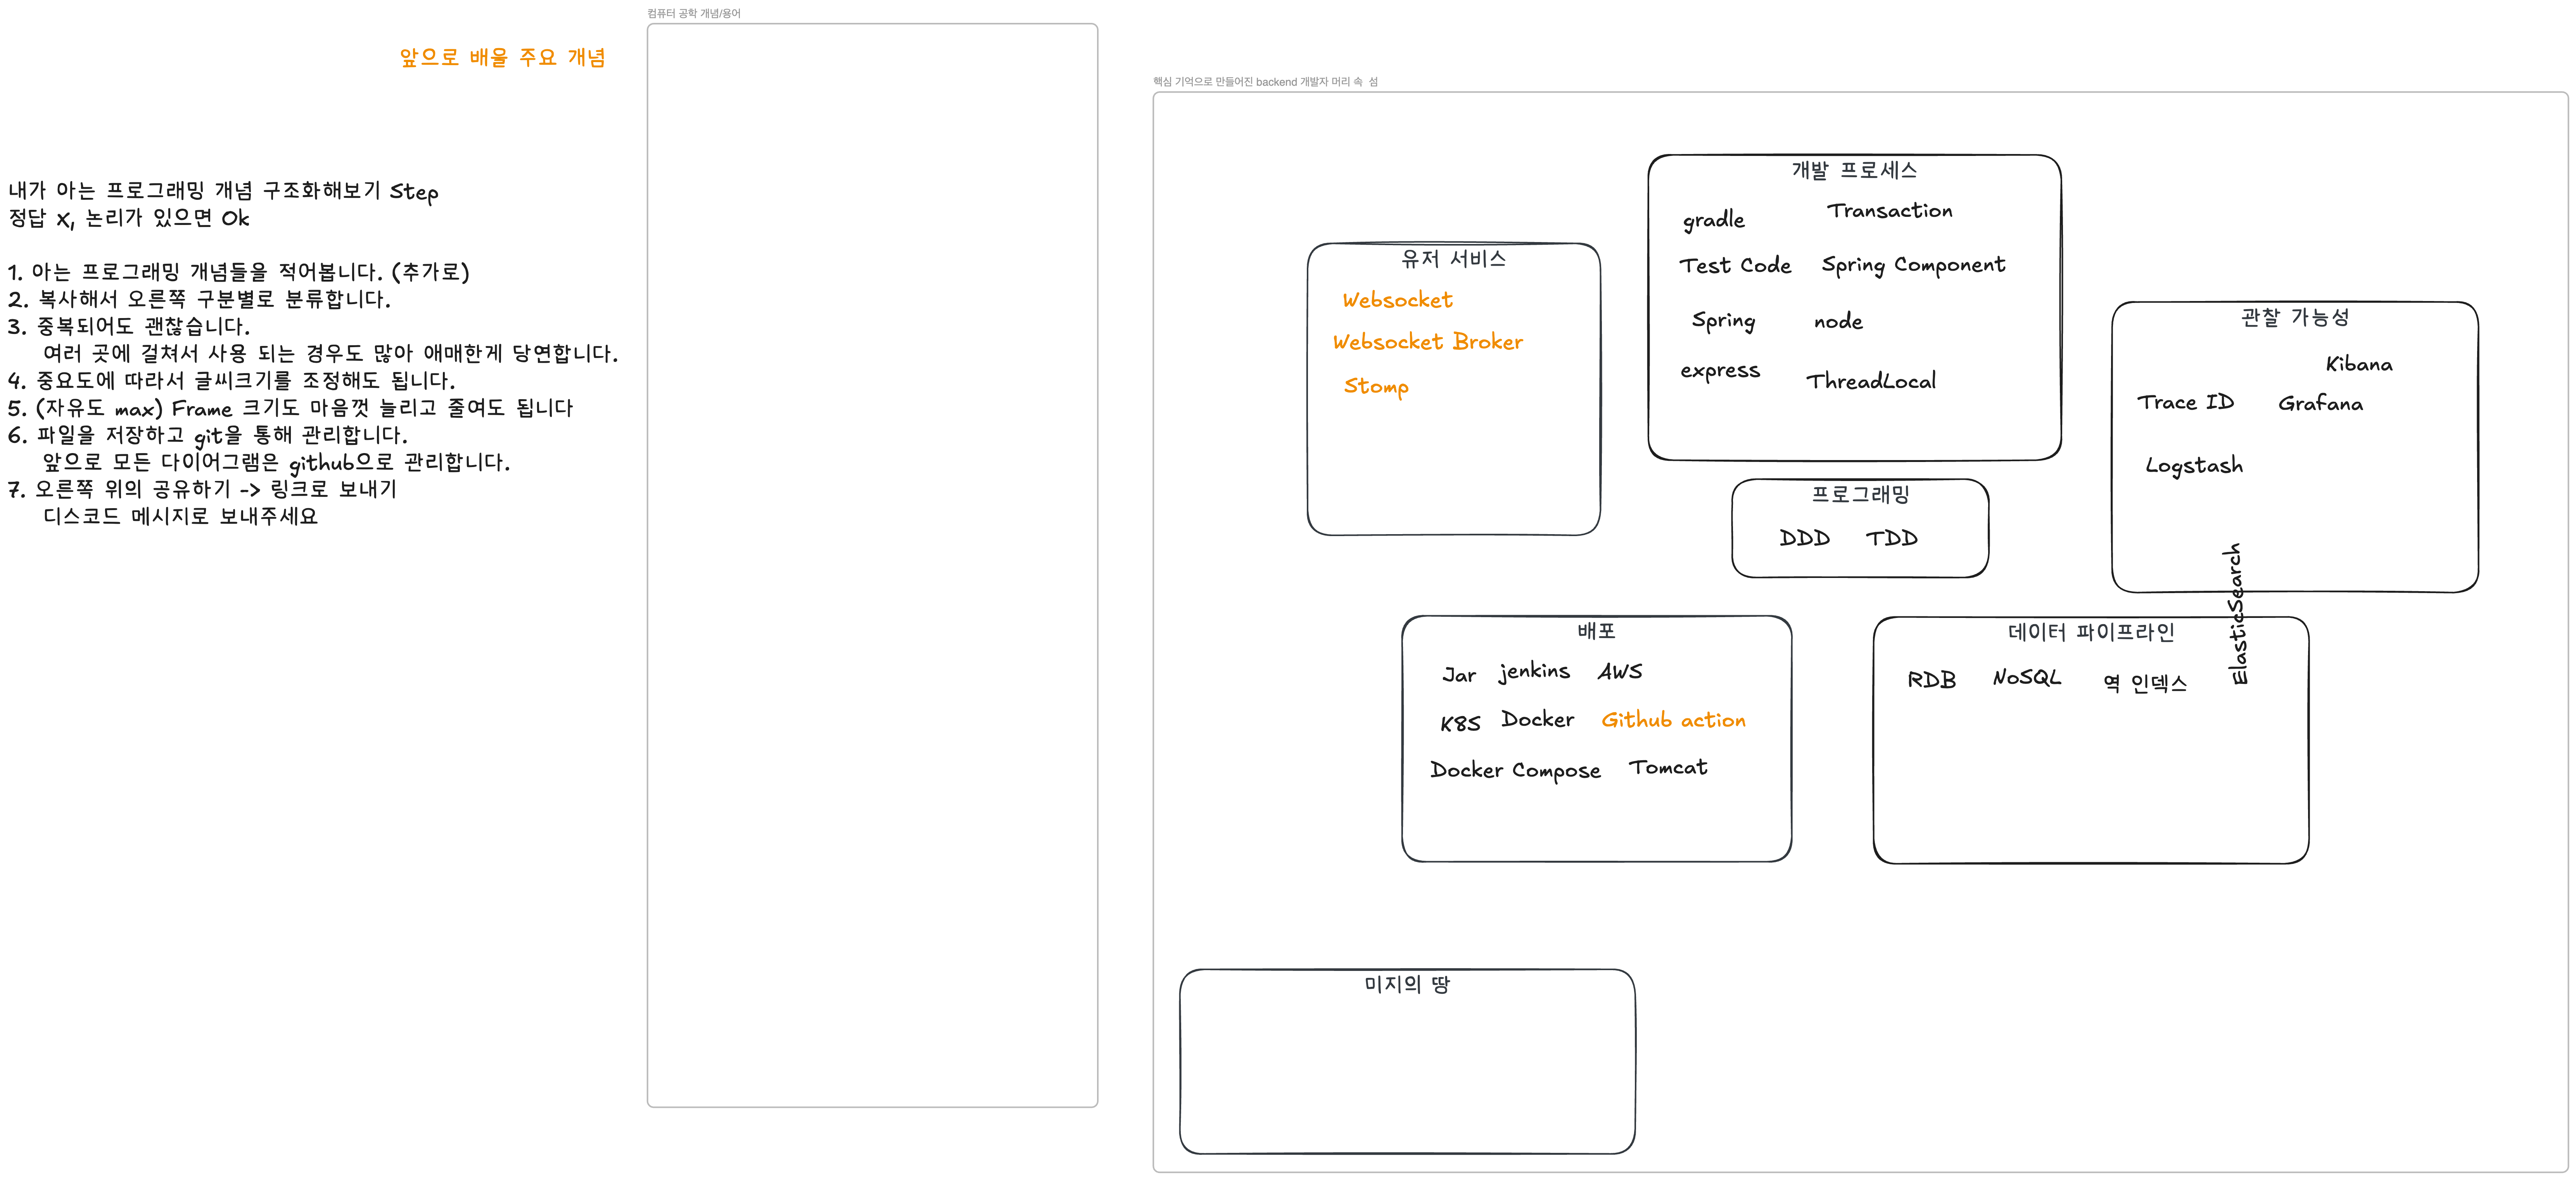 앞으로 배울 주요 개념
내가 아는 프로그래밍 개념 구조화해보기 Step
정답 X, 논리가 있으면 Ok
1. 아는 프로그래밍 개념들을 적어봅니다. (추가로)
2. 복사해서 오른쪽 구분별로 분류합니다.
3. 중복되어도 괜찮습니다.
여러 곳에 걸쳐서 사용 되는 경우도 많아 애매한게 당연합니다.
4. 중요도에 따라서 글씨크기를 조정해도 됩니다.
5. (자유도 max) Frame 크기도 마음껏 늘리고 줄여도 됩니다
6. 파일을 저장하고 git을 통해 관리합니다.
앞으로 모든 다이어그램은 github으로 관리합니다.
7. 오른쪽 위의 공유하기 -> 링크로 보내기
디스코드 메시지로 보내주세요
컴퓨터 공학 개념/용어
핵심 기억으로 만들어진 backend 개발자 머리 속 섬
유저 서비스
Websocket
Websocket Broker
Stomp
개발 프로세스
gradle
Transaction
Test Code
Spring Component
Spring
node
express
ThreadLocal
프로그래밍
DDD
TDD
관찰 가능성
Kibana
Trace ID
Grafana
Logstash
ElasticSearch
배포
Jar
jenkins
AWS
K8S
Docker
Github action
Docker Compose
Tomcat
데이터 파이프라인
RDB
NoSQL
역 인덱스
미지의 땅